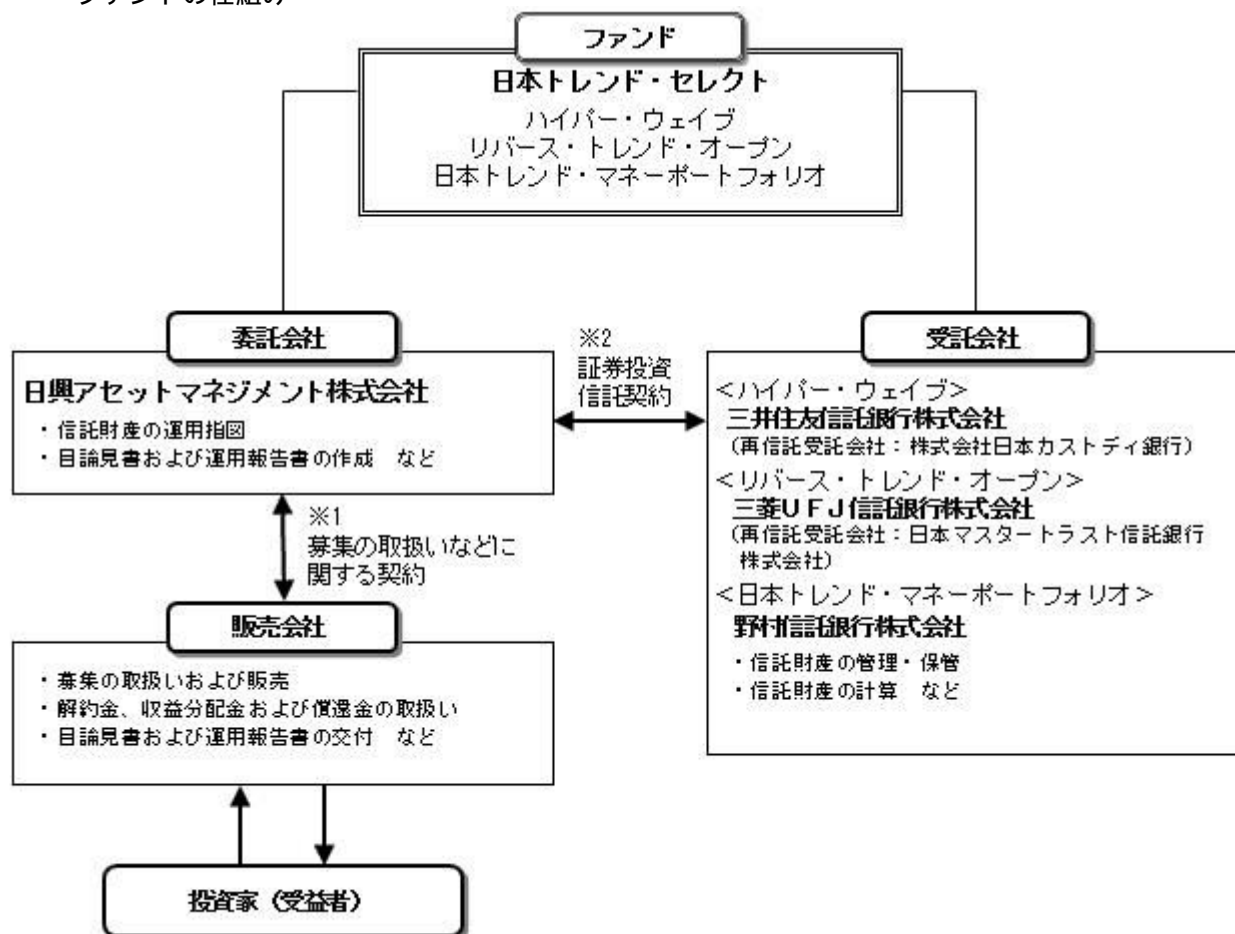 ファンドの仕組み
ファンド
日本トレンド・セレクト
ハイパー・ウェイブ
リバース・トレンド・オープン
日本トレンド・マネーポートフォリオ
委託会社
日興アセットマネジメント株式会社
・信託財産の運用指図
・目論見書および運用報告書の作成 など
※2
証券投資
信託契約
受託会社
＜ハイパー・ウェイブ＞
三井住友信託銀行株式会社
(再信託受託会社：株式会社日本カストディ銀行)
＜リバース・トレンド・オープン＞
三菱UFJ信託銀行株式会社
(再信託受託会社：日本マスタートラスト信託銀行
株式会社)
＜日本トレンド・マネーポートフォリオ＞
野村信託銀行株式会社
・信託財産の管理・保管
・信託財産の計算 など
※1
募集の取扱いなどに
関する契約
販売会社
・募集の取扱いおよび販売
・解約金、収益分配金および償還金の取扱い
・目論見書および運用報告書の交付 など
投資家（受益者）